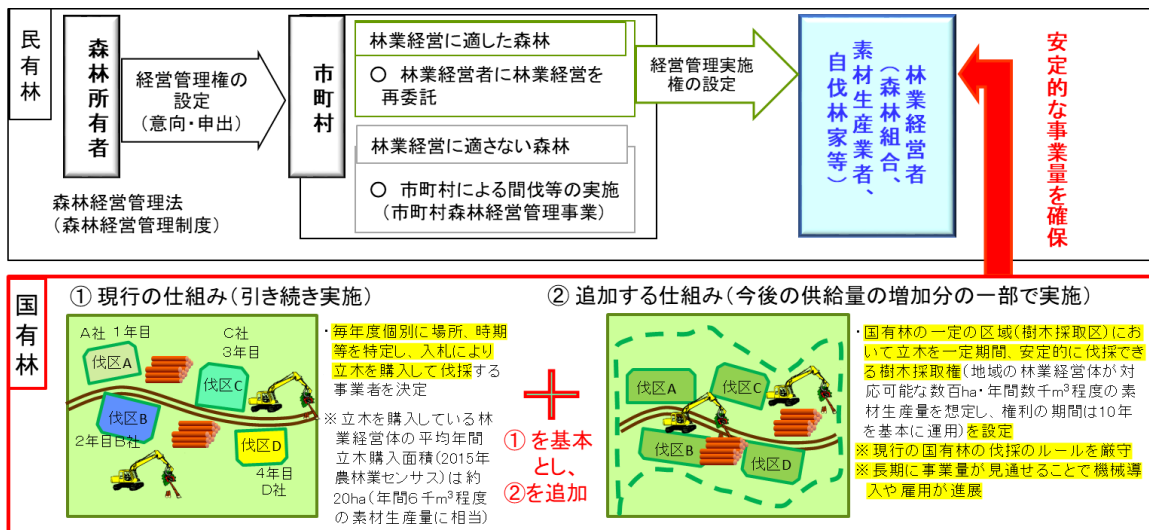 民有林
森林所有者
経営管理権の
設定
(意向・申出)
市町村
林業経営に適した森林
○ 林業経営者に林業経営を
再委託
林業経営に適さない森林
○ 市町村による間伐等の実施
(市町村森林経営管理事業)
経営管理実施
権の設定
林業経営者
(森林組合、
素材生産業者、
自伐林家等)
安定的な事業量を確保
森林経営管理法
(森林経営管理制度)
国有林
① 現行の仕組み(引き続き実施)
A社 1年目
伐区A
C社
3年目
伐区C
伐区B
2年目B社
伐区D
4年目
D社
・毎年度個別に場所、時期
等を特定し、入札により
立木を購入して伐採する
事業者を決定
※ 立木を購入している林
業経営体の平均年間
立木購入面積(2015年
農林業センサス)は約
20ha(年間6千m³程度
の素材生産量に相当)
①を基本
とし、
②を追加
② 追加する仕組み(今後の供給量の増加分の一部で実施)
伐区A
伐区C
伐区B
伐区D
・国有林の一定の区域(樹木採取区)にお
いて立木を一定期間、安定的に伐採でき
る樹木採取権(地域の林業経営体が対
応可能な数百ha・年間数千m³程度の素
材生産量を想定し、権利の期間は10年
を基本に運用)を設定
※現行の国有林の伐採のルールを厳守
※長期に事業量が見通せることで機械導
入や雇用が進展